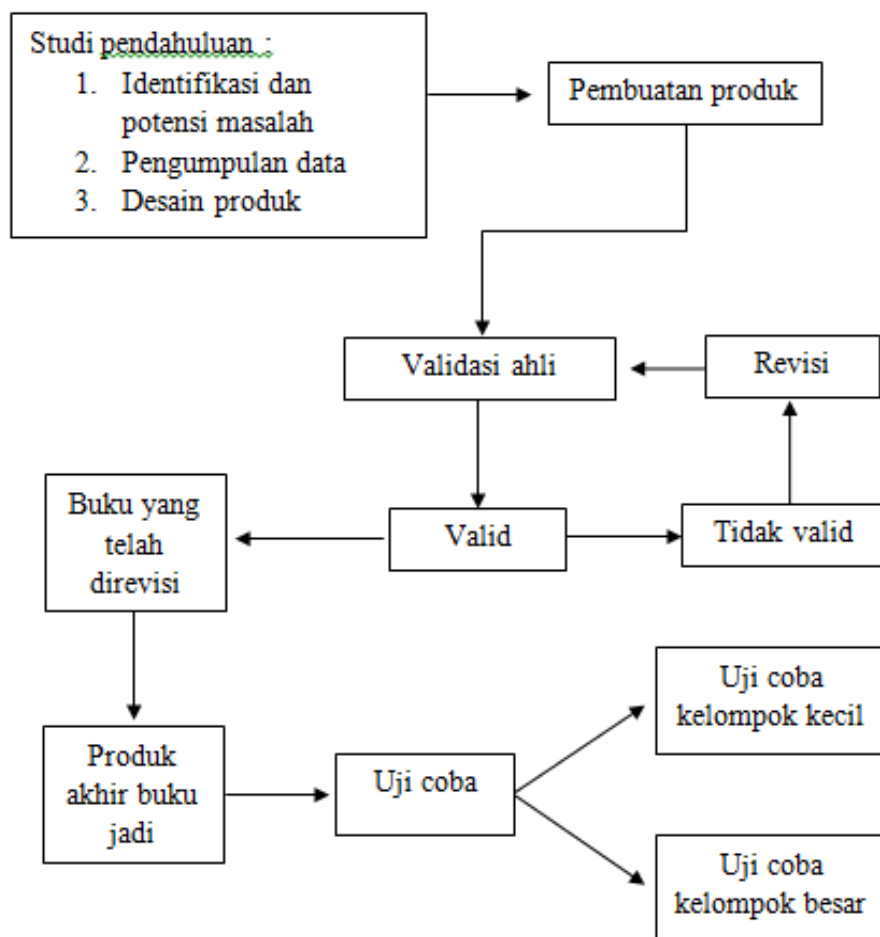 Studi pendahuluan :
1. Identifikasi dan
potensi masalah
2. Pengumpulan data
3. Desain produk
Pembuatan produk
Validasi ahli
Revisi
Buku yang
telah
direvisi
Valid
Tidak valid
Produk
akhir buku
jadi
Uji coba
Uji coba
kelompok kecil
Uji coba
kelompok besar